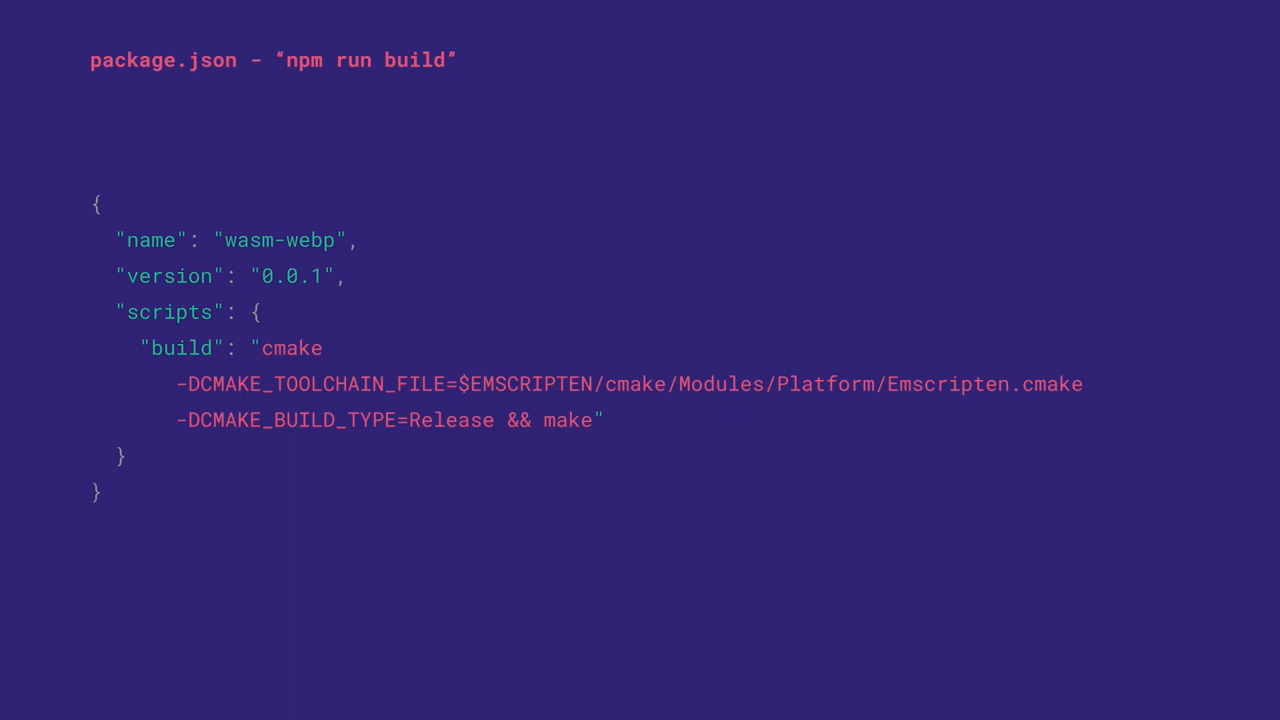 package.json - “npm run build”
{
"name": "wasm-webp",
"version": "0.0.1",
"scripts": {
"build": "cmake
-DCMAKE_TOOLCHAIN_FILE=$EMSCRIPTEN/cmake/Modules/Platform/Emscripten.cmake
-DCMAKE_BUILD_TYPE=Release && make"
}
}